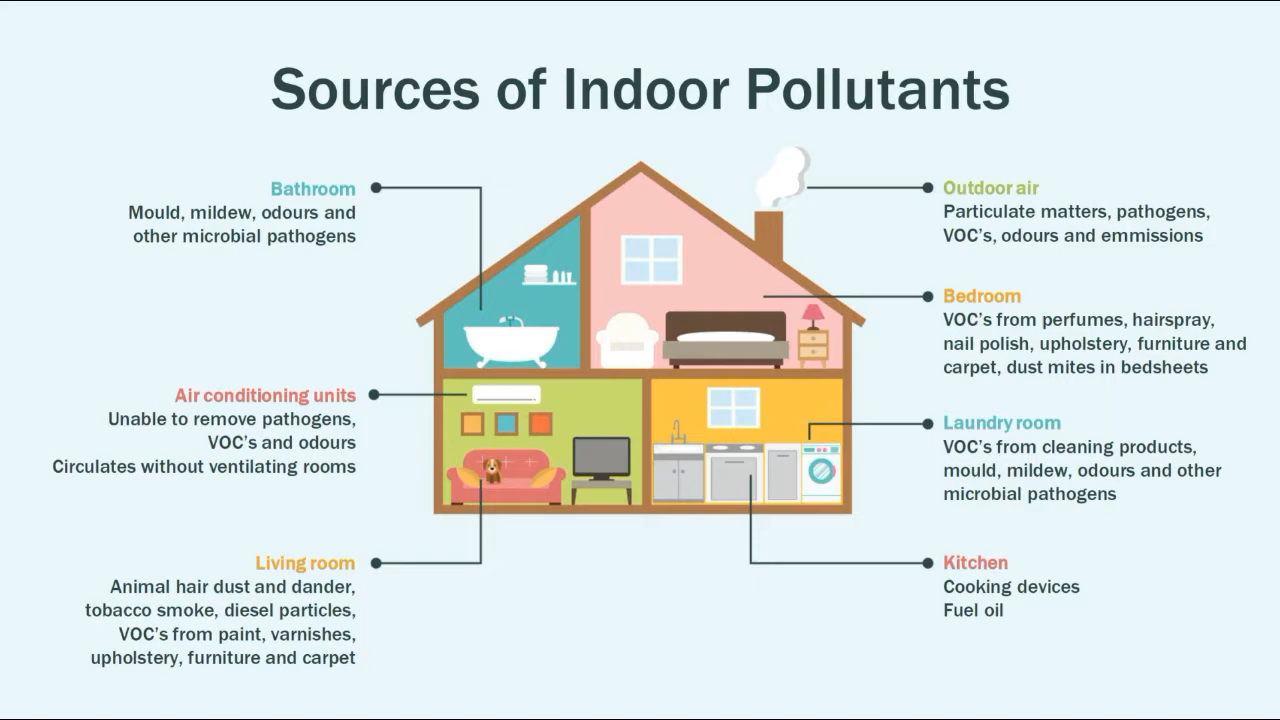 Sources of Indoor Pollutants
Bathroom
Mould, mildew, odours and
other microbial pathogens
Air conditioning units
Unable to remove pathogens,
VOC's and odours
Circulates without ventilating rooms
Living room
Animal hair dust and dander,
tobacco smoke, diesel particles,
VOC's from paint, varnishes,
upholstery, furniture and carpet
Outdoor air
Particulate matters, pathogens,
VOC's, odours and emmissions
Bedroom
VOC's from perfumes, hairspray,
nail polish, upholstery, furniture and
carpet, dust mites in bedsheets
Laundry room
VOC's from cleaning products,
mould, mildew, odours and other
microbial pathogens
Kitchen
Cooking devices
Fuel oil